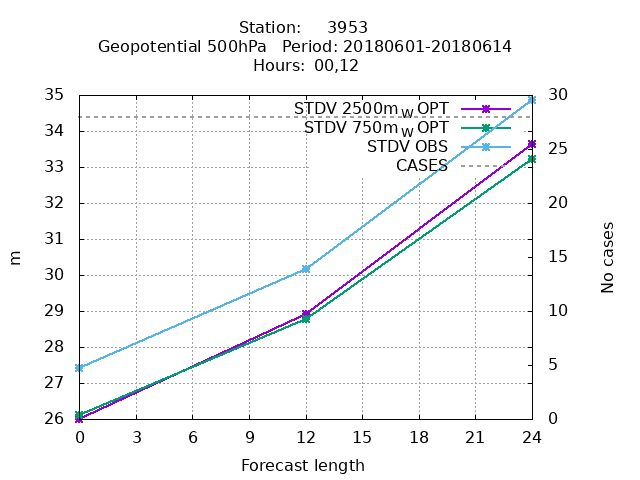 Station: 3953
Geopotential 500hPa Period: 20180601-20180614
Hours: 00,12
STDV 2500m W OPT
STDV 750m W OPT
STDV OBS
CASES
35
34
33
32
31
30
29
28
27
26
m
30
25
20
15
10
5
0
No cases
0 3 6 9 12 15 18 21 24
Forecast length